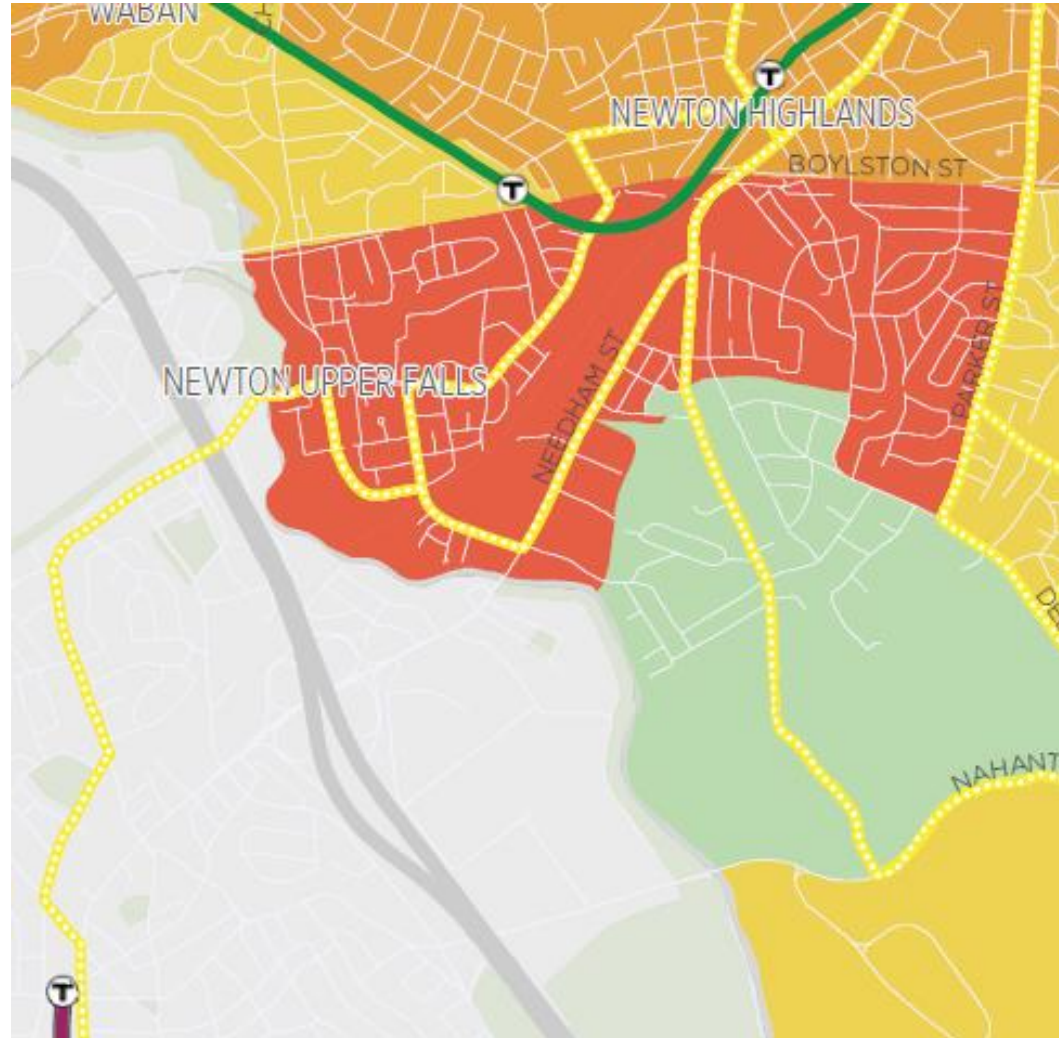 WABAN
T
NEWTON HIGHLANDS
BOYLSTON ST
T
PARKER ST
NEEDHAM ST
NEWTON UPPER FALLS
NAHANT
T